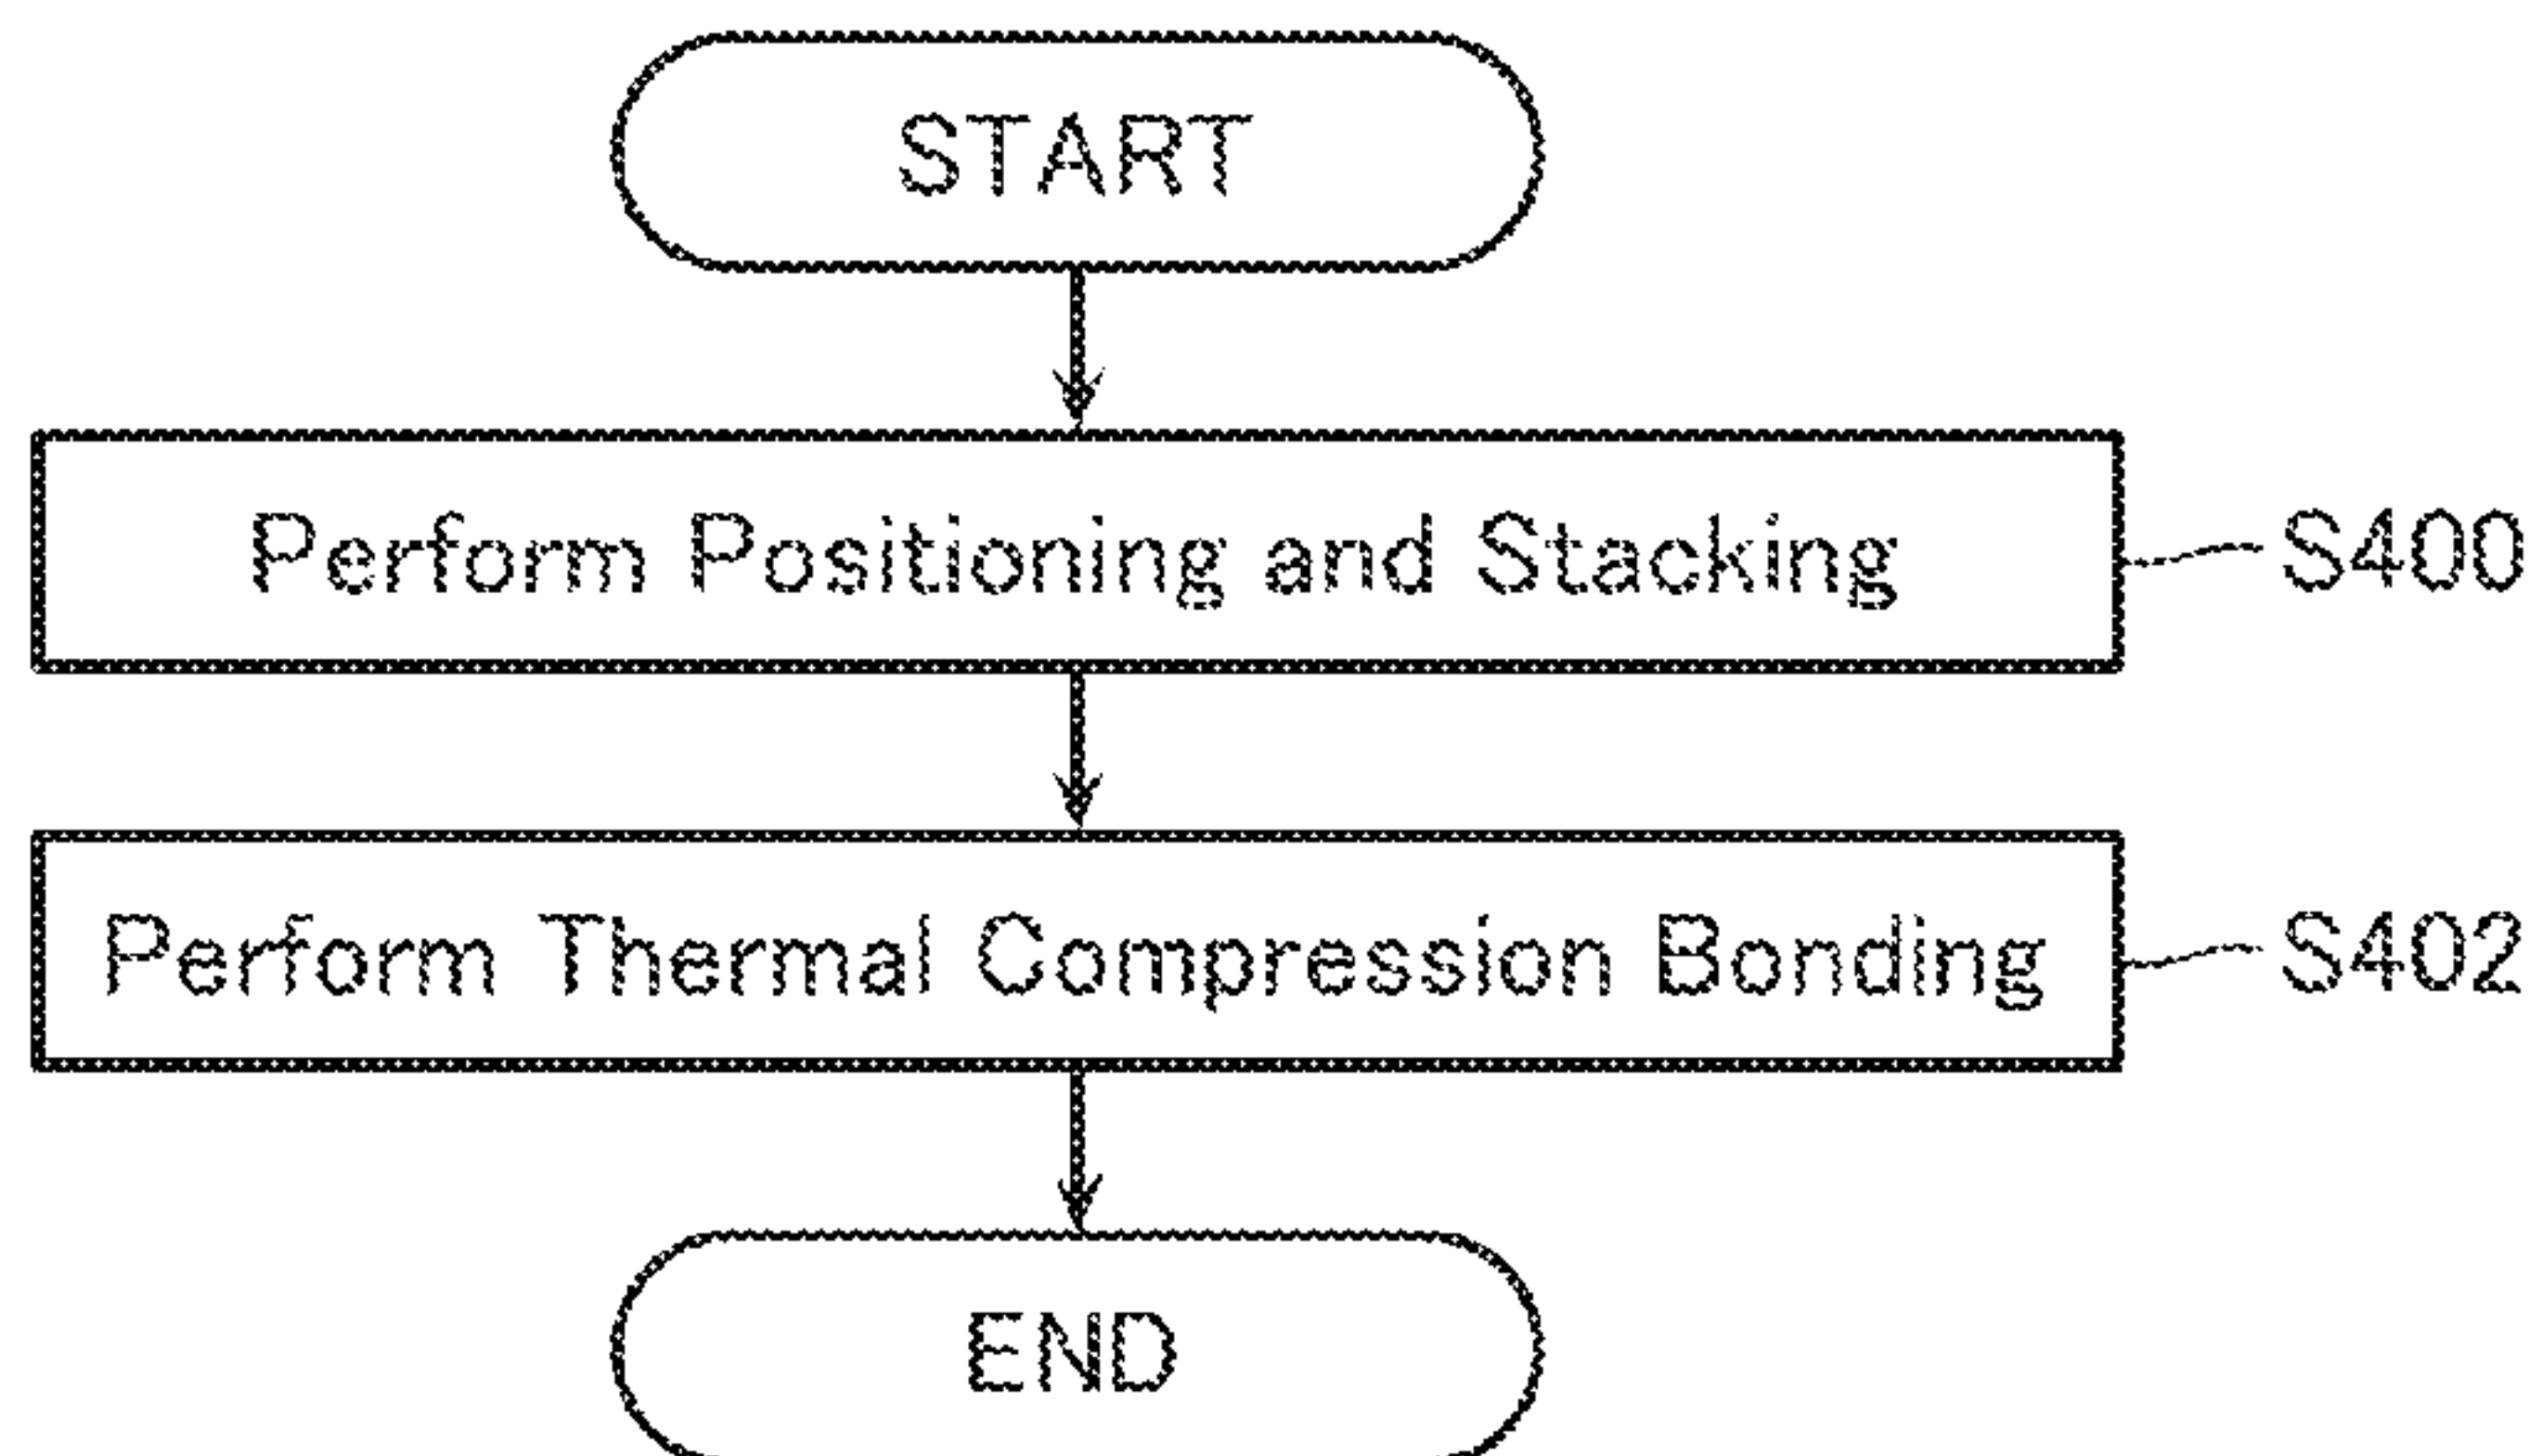 START
Perform Positioning and Stacking S400
Perform Thermal Compression Bonding S402
END